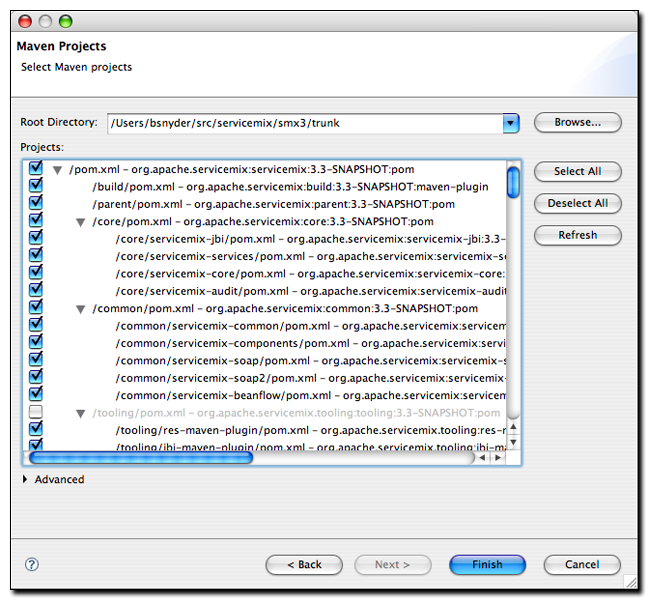 Maven Projects
Select Maven projects
Root Directory: /Users/bsnyder/src/servicemix/smx3/trunk Browse...
Projects:
/pom.xml – org.apache.servicemix:servicemix:3.3-SNAPSHOT:pom Select All
/build/pom.xml – org.apache.servicemix:build:3.3-SNAPSHOT:maven-plugin
/parent/pom.xml – org.apache.servicemix:parent:3.3-SNAPSHOT:pom Deselect All
/core/pom.xml – org.apache.servicemix:core:3.3-SNAPSHOT:pom
/core/servicemix-jbi/pom.xml – org.apache.servicemix:servicemix-jbi:3.3- Refresh
/core/servicemix-services/pom.xml – org.apache.servicemix:servicemix-se
/core/servicemix-core/pom.xml – org.apache.servicemix:servicemix-core:
/core/servicemix-audit/pom.xml – org.apache.servicemix:servicemix-audit
/common/pom.xml – org.apache.servicemix:common:3.3-SNAPSHOT:pom
/common/servicemix-common/pom.xml – org.apache.servicemix:servicem
/common/servicemix-components/pom.xml – org.apache.servicemix:servic
/common/servicemix-soap/pom.xml – org.apache.servicemix:servicemix-s
/common/servicemix-soap2/pom.xml – org.apache.servicemix:servicemix-
/common/servicemix-beanflow/pom.xml – org.apache.servicemix:servicem
/tooling/pom.xml – org.apache.servicemix.tooling:tooling:3.3-SNAPSHOT:pom
/tooling/res-maven-plugin/pom.xml – org.apache.servicemix.tooling:res-r
/tooling/jbi-maven-plugin/pom.xml – org.apache.servicemix.tooling:jbi-m
Advanced
? < Back Next > Finish Cancel